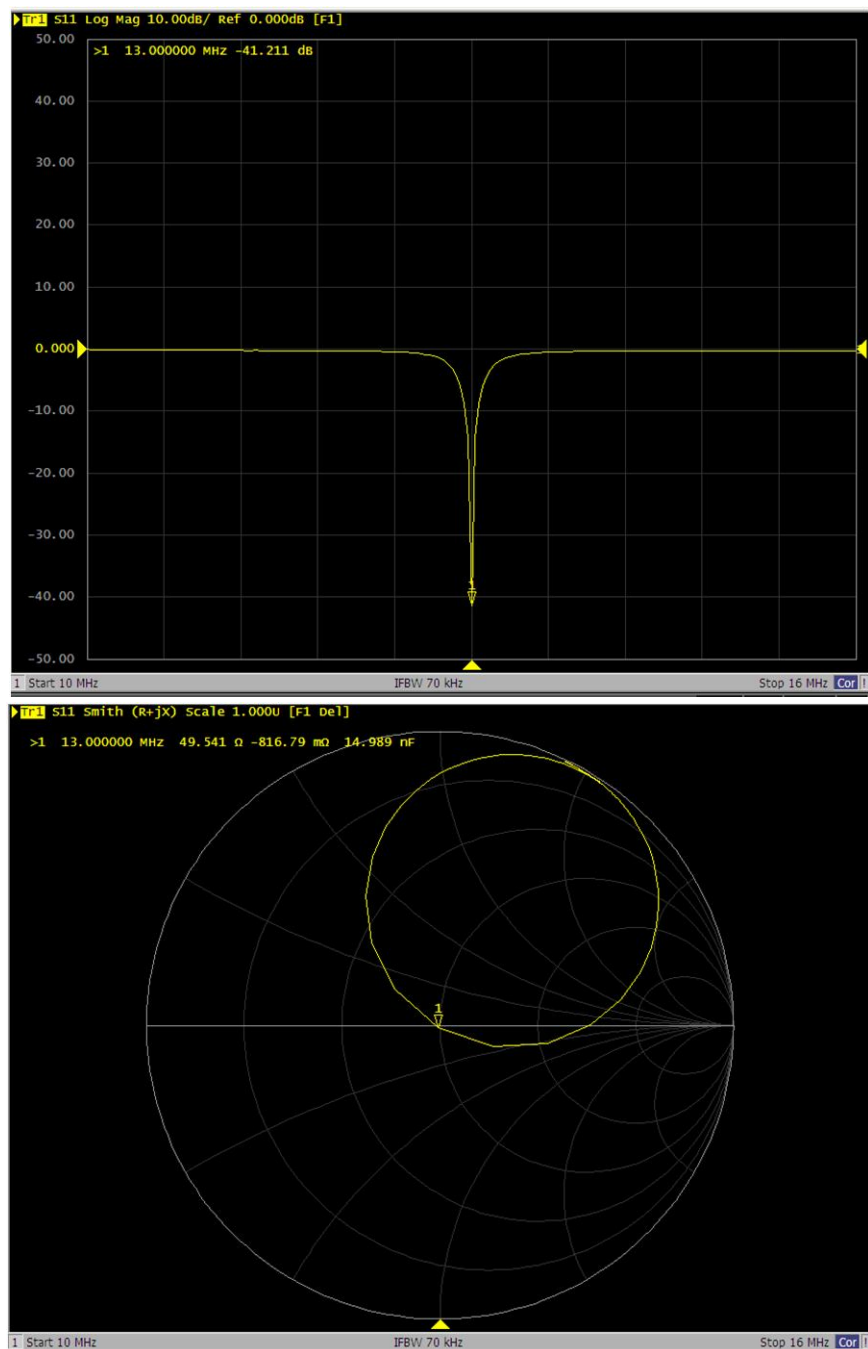 Tr1 S11 Log Mag 10.00dB/ Ref 0.000dB [F1]
50.00
>1 13.000000 MHz -41.211 dB
40.00
30.00
20.00
10.00
0.000
-10.00
-20.00
-30.00
-40.00
1
-50.00
1 Start 10 MHz IFBW 70 kHz Stop 16 MHz Cor !
Tr1 S11 Smith (R+jX) Scale 1.000U [F1 Del]
>1 13.000000 MHz 49.541 Ω -816.79 mΩ 14.989 nF
1
1 Start 10 MHz IFBW 70 kHz Stop 16 MHz Cor !